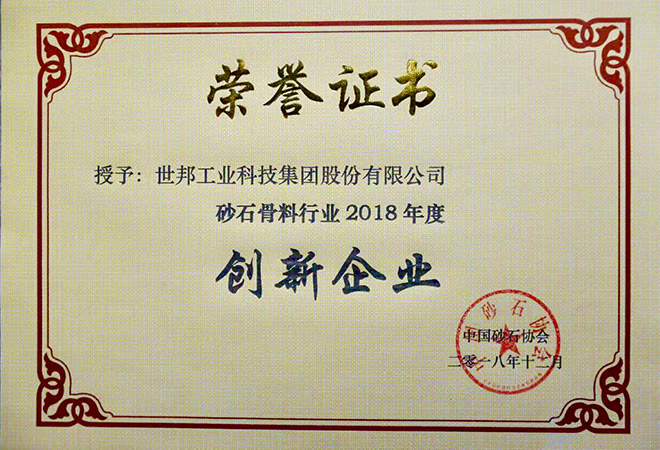 荣誉证书
授予：世邦工业科技集团股份有限公司
砂石骨料行业2018年度
创新企业
中国砂石协会
二零一八年十二月